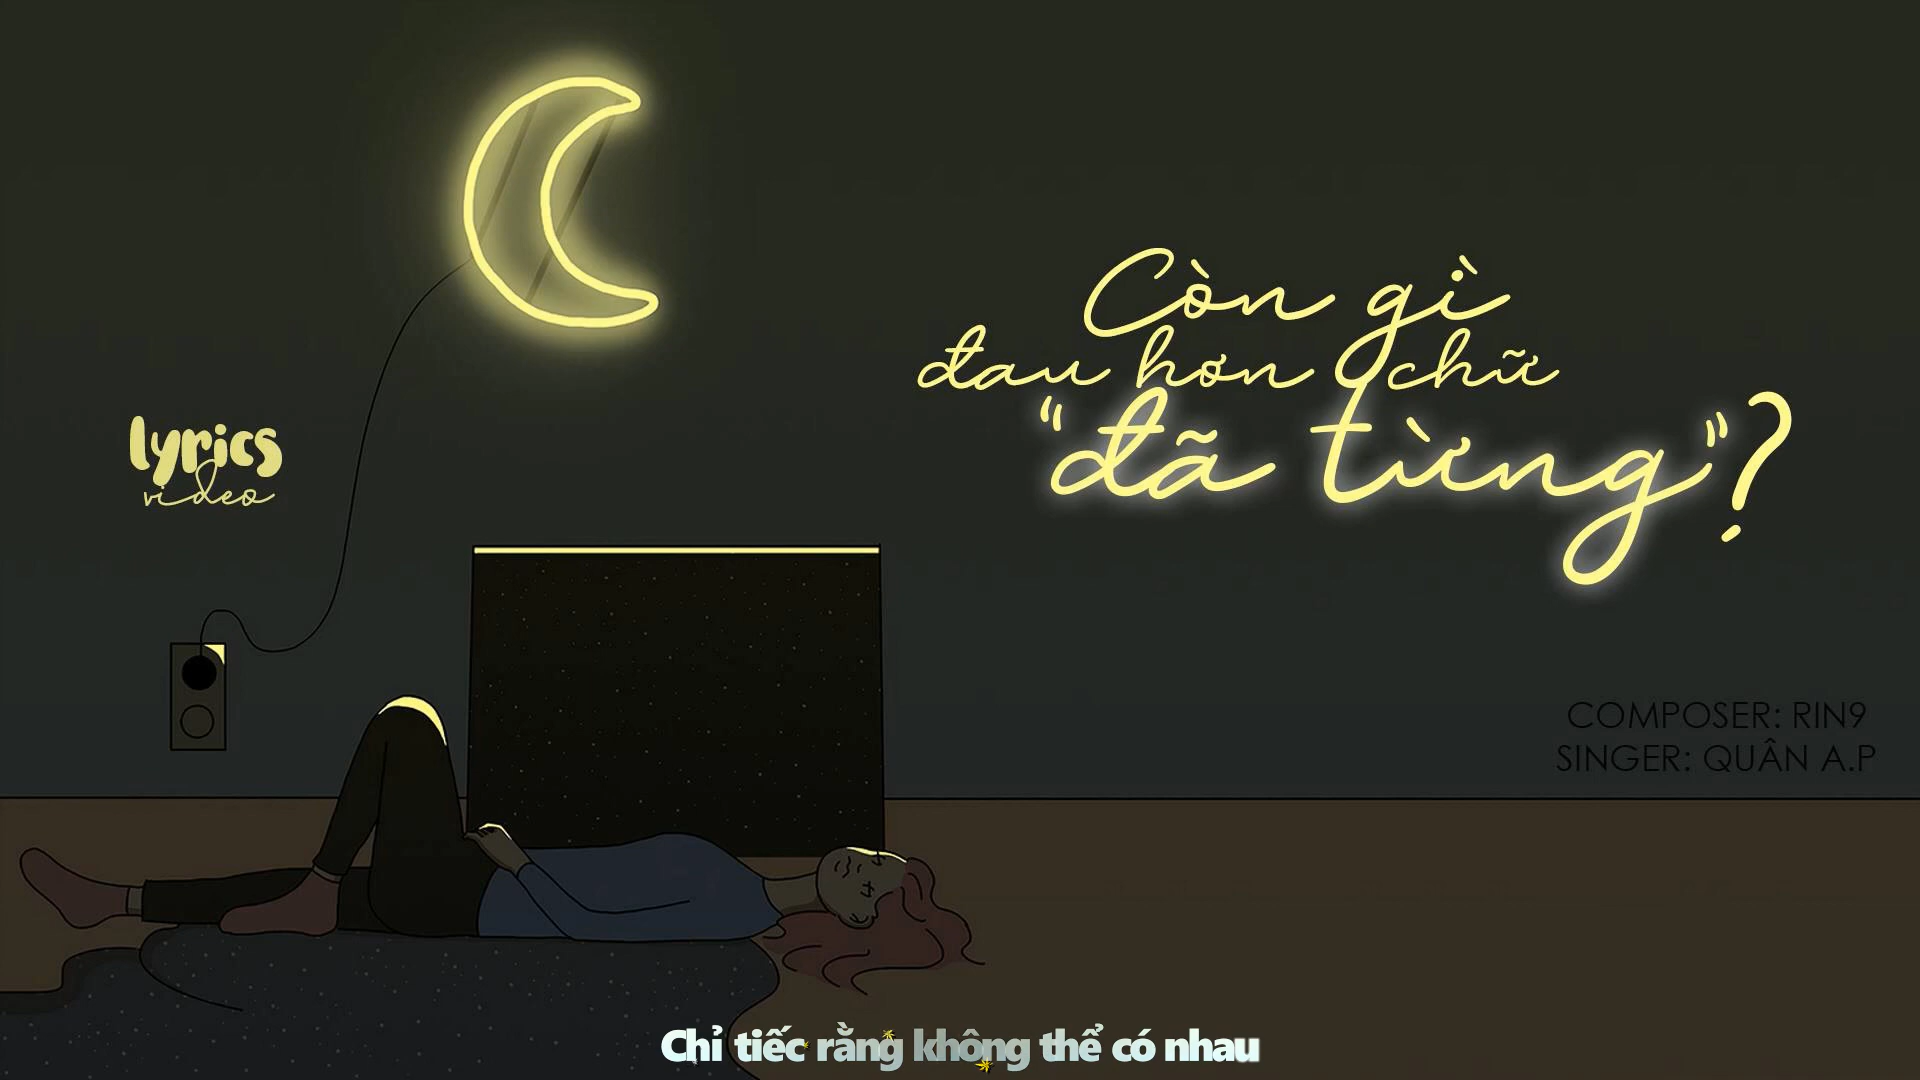 Còn gì
đau hơn chữ
"đã từng"?
lyrics
video
COMPOSER: RIN9
SINGER: QUÂN A.P
Chỉ tiếc rằng không thể có nhau